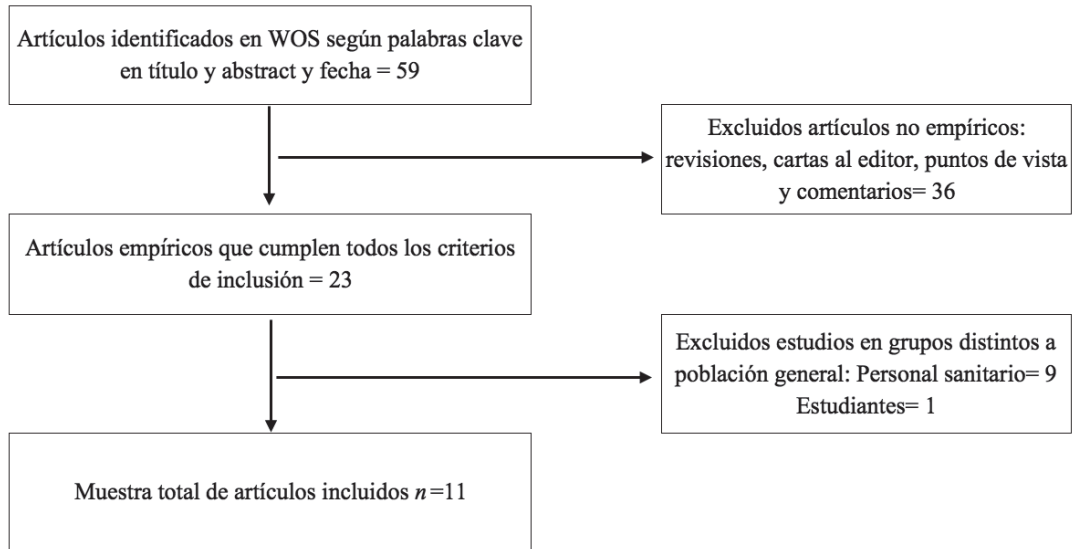 Artículos identificados en WOS según palabras clave
en título y abstract y fecha = 59
Excluidos artículos no empíricos:
revisiones, cartas al editor, puntos de vista
y comentarios= 36
Artículos empíricos que cumplen todos los criterios
de inclusión = 23
Excluidos estudios en grupos distintos a
población general: Personal sanitario= 9
Estudiantes= 1
Muestra total de artículos incluidos n=11